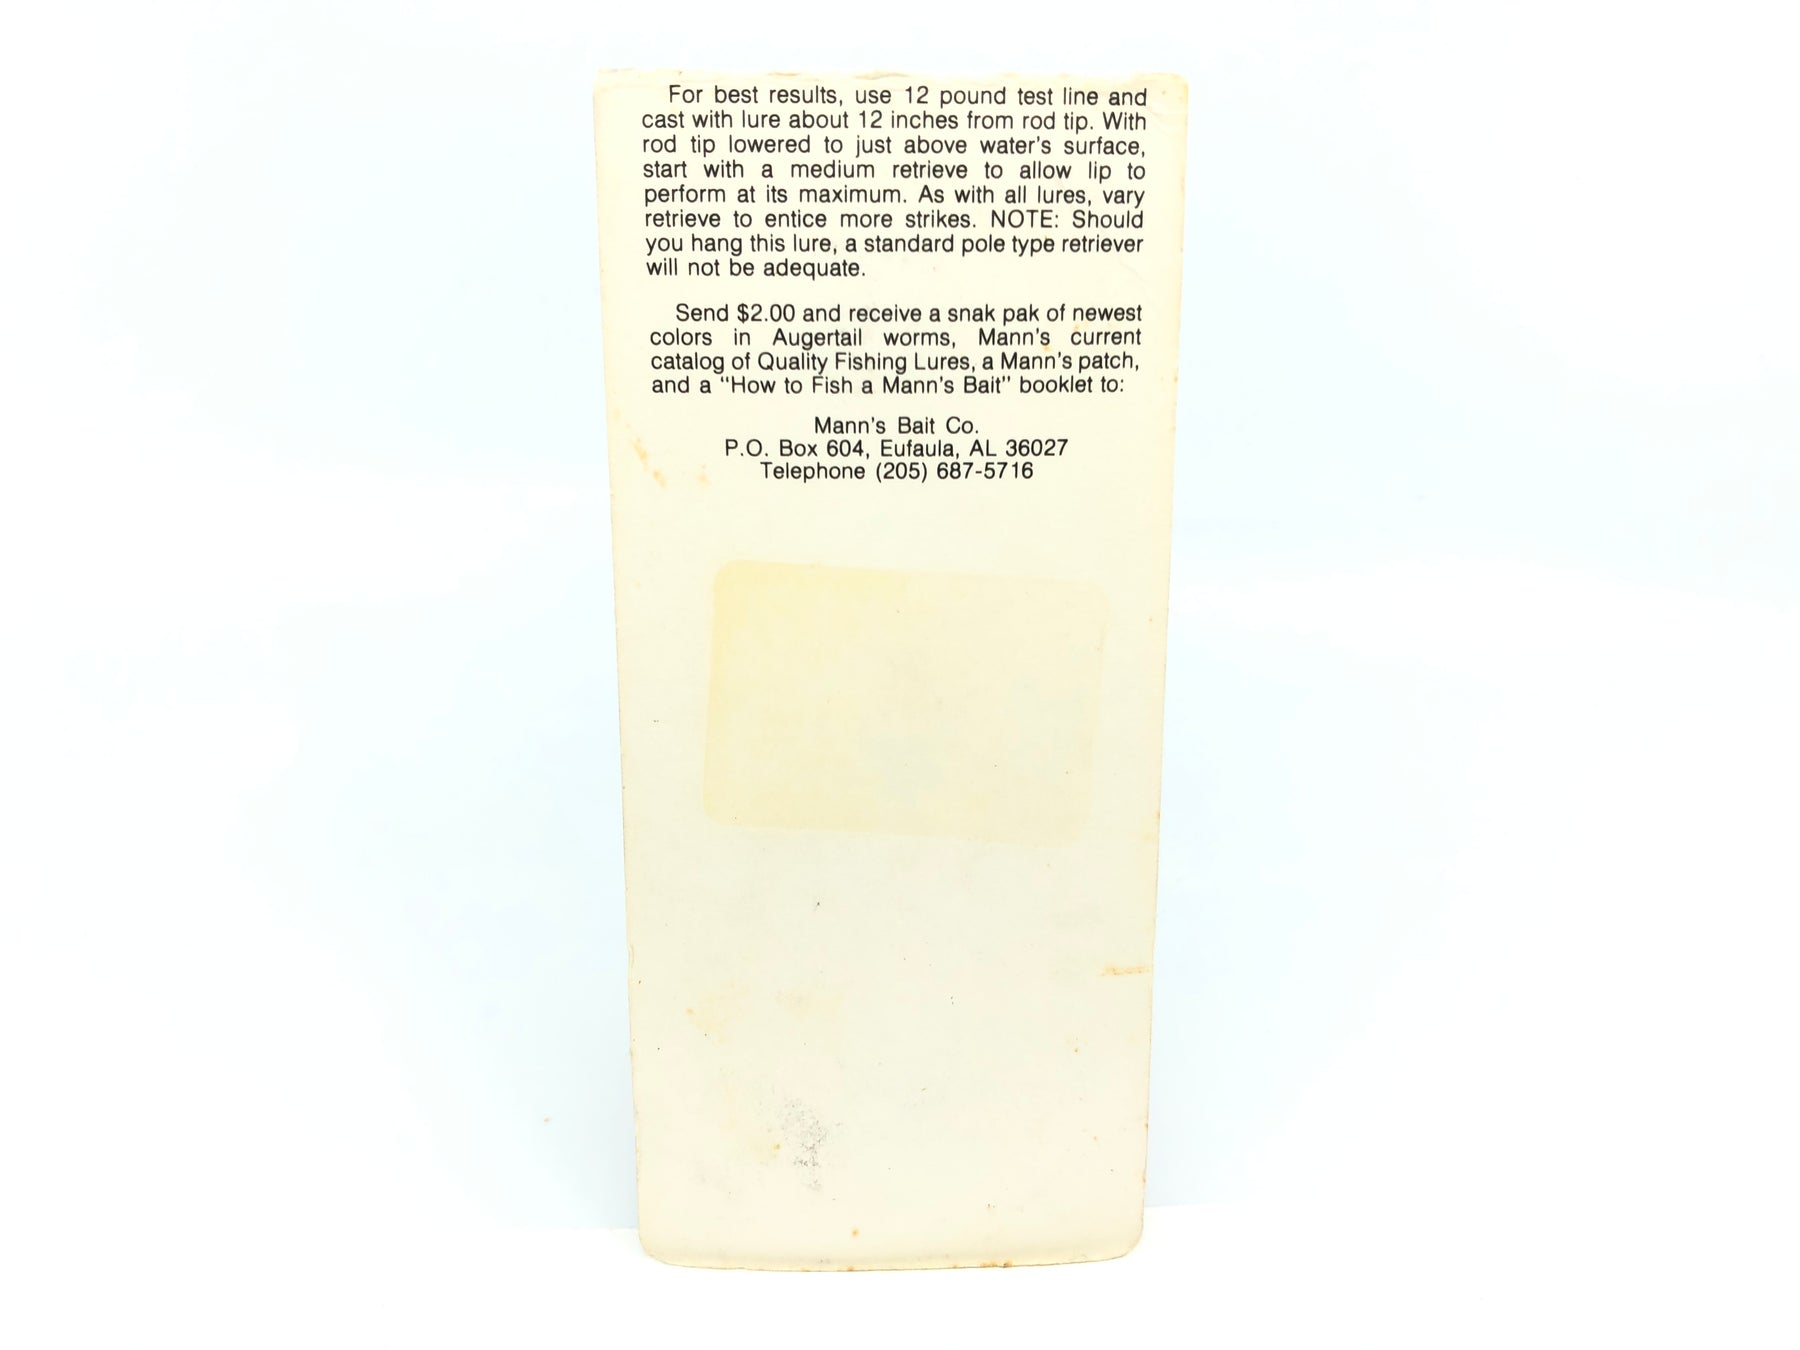 For best results, use 12 pound test line and
cast with lure about 12 inches from rod tip. With
rod tip lowered to just above water's surface,
start with a medium retrieve to allow lip to
perform at its maximum. As with all lures, vary
retrieve to entice more strikes. NOTE: Should
you hang this lure, a standard pole type retriever
will not be adequate.
Send $2.00 and receive a snak pak of newest
colors in Augertail worms, Mann's current
catalog of Quality Fishing Lures, a Mann's patch,
and a "How to Fish a Mann's Bait" booklet to:
Mann's Bait Co.
P.O. Box 604, Eufaula, AL 36027
Telephone (205) 687-5716